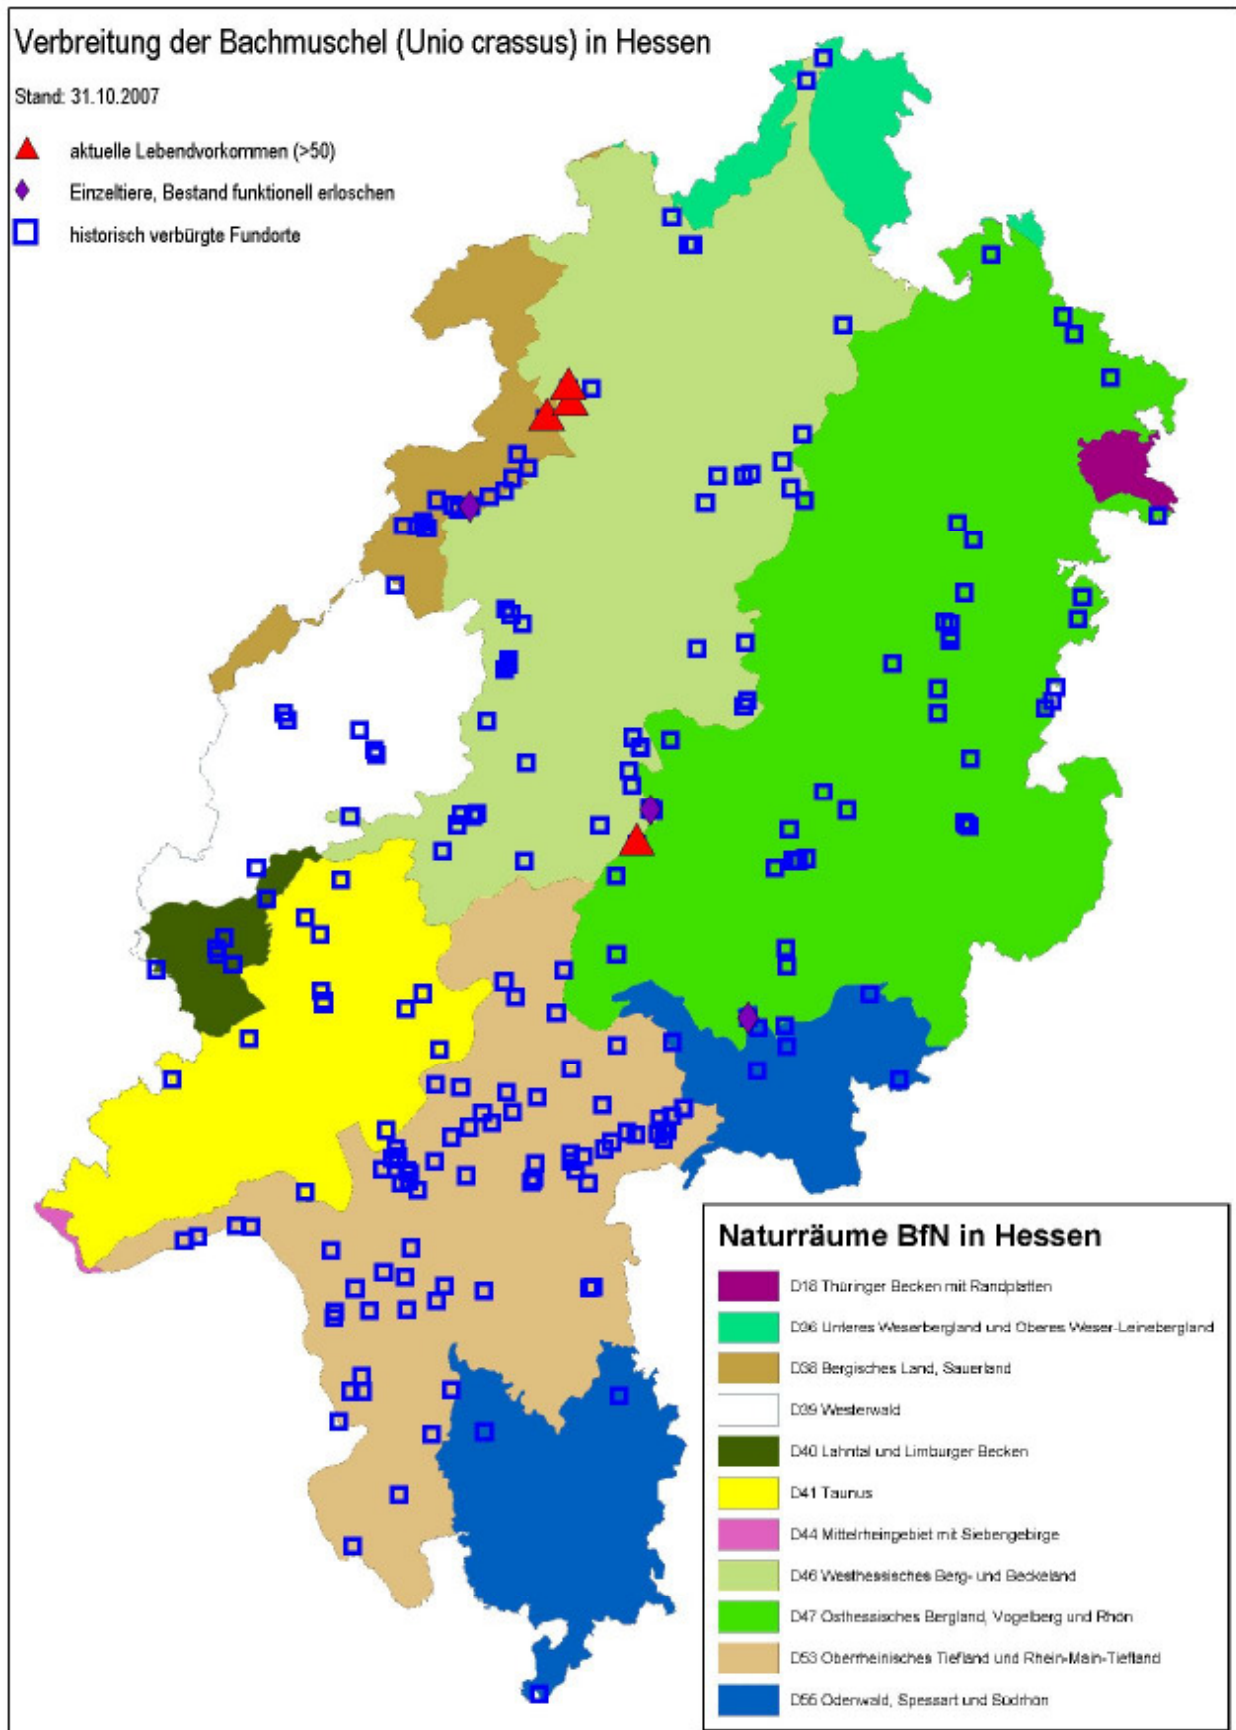 Verbreitung der Bachmuschel (Unio crassus) in Hessen
Stand: 31.10.2007
aktuelle Lebendvorkommen (>50)
Einzeltiere, Bestand funktionell erloschen
historisch verbürgte Fundorte
Naturräume BfN in Hessen
D18 Thüringer Becken mit Randplatten
D36 Unteres Weserbergland und Oberes Weser-Leinebergland
D38 Bergisches Land, Sauerland
D39 Westerwald
D40 Lahntal und Limburger Becken
D41 Taunus
D44 Mittelrheingebiet mit Siebengebirge
D46 Westhessisches Berg- und Beckeland
D47 Osthessisches Bergland, Vogelberg und Rhön
D53 Oberrheinisches Tiefland und Rhein-Main-Tiefland
D55 Odenwald, Spessart und Südrhön